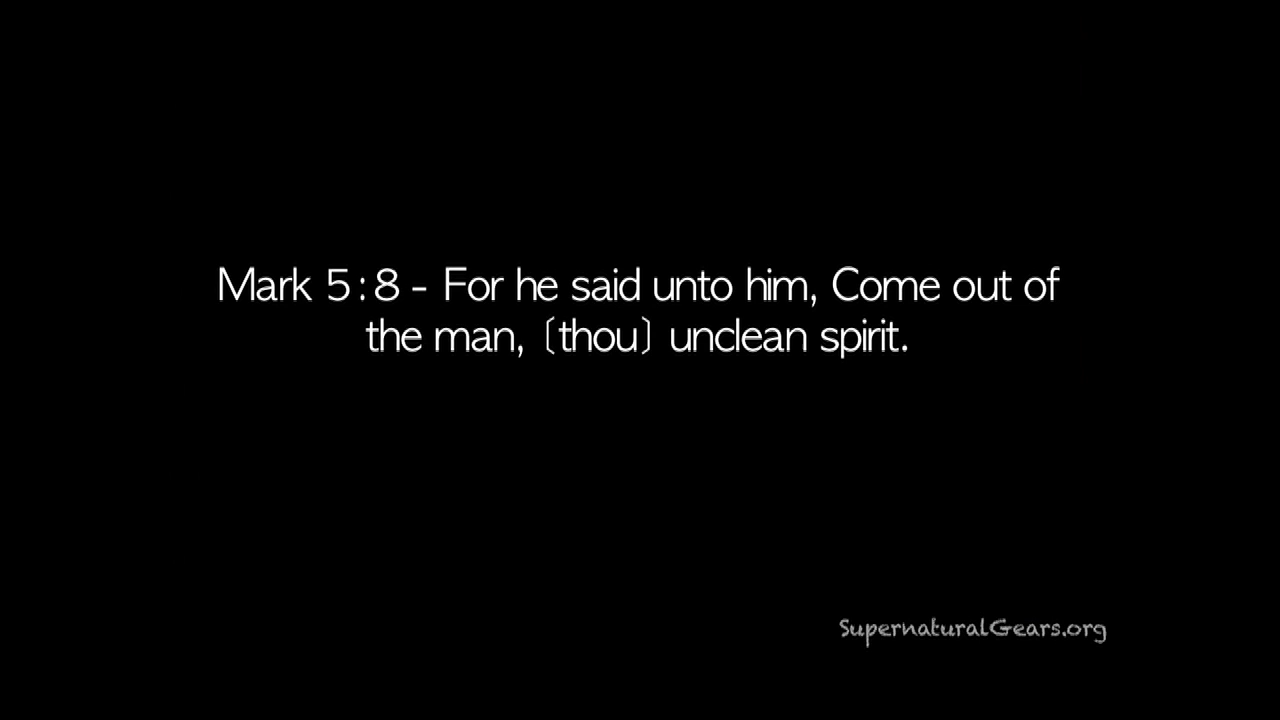 Mark 5:8 - For he said unto him, Come out of
the man, [thou] unclean spirit.
SupernaturalGears.org